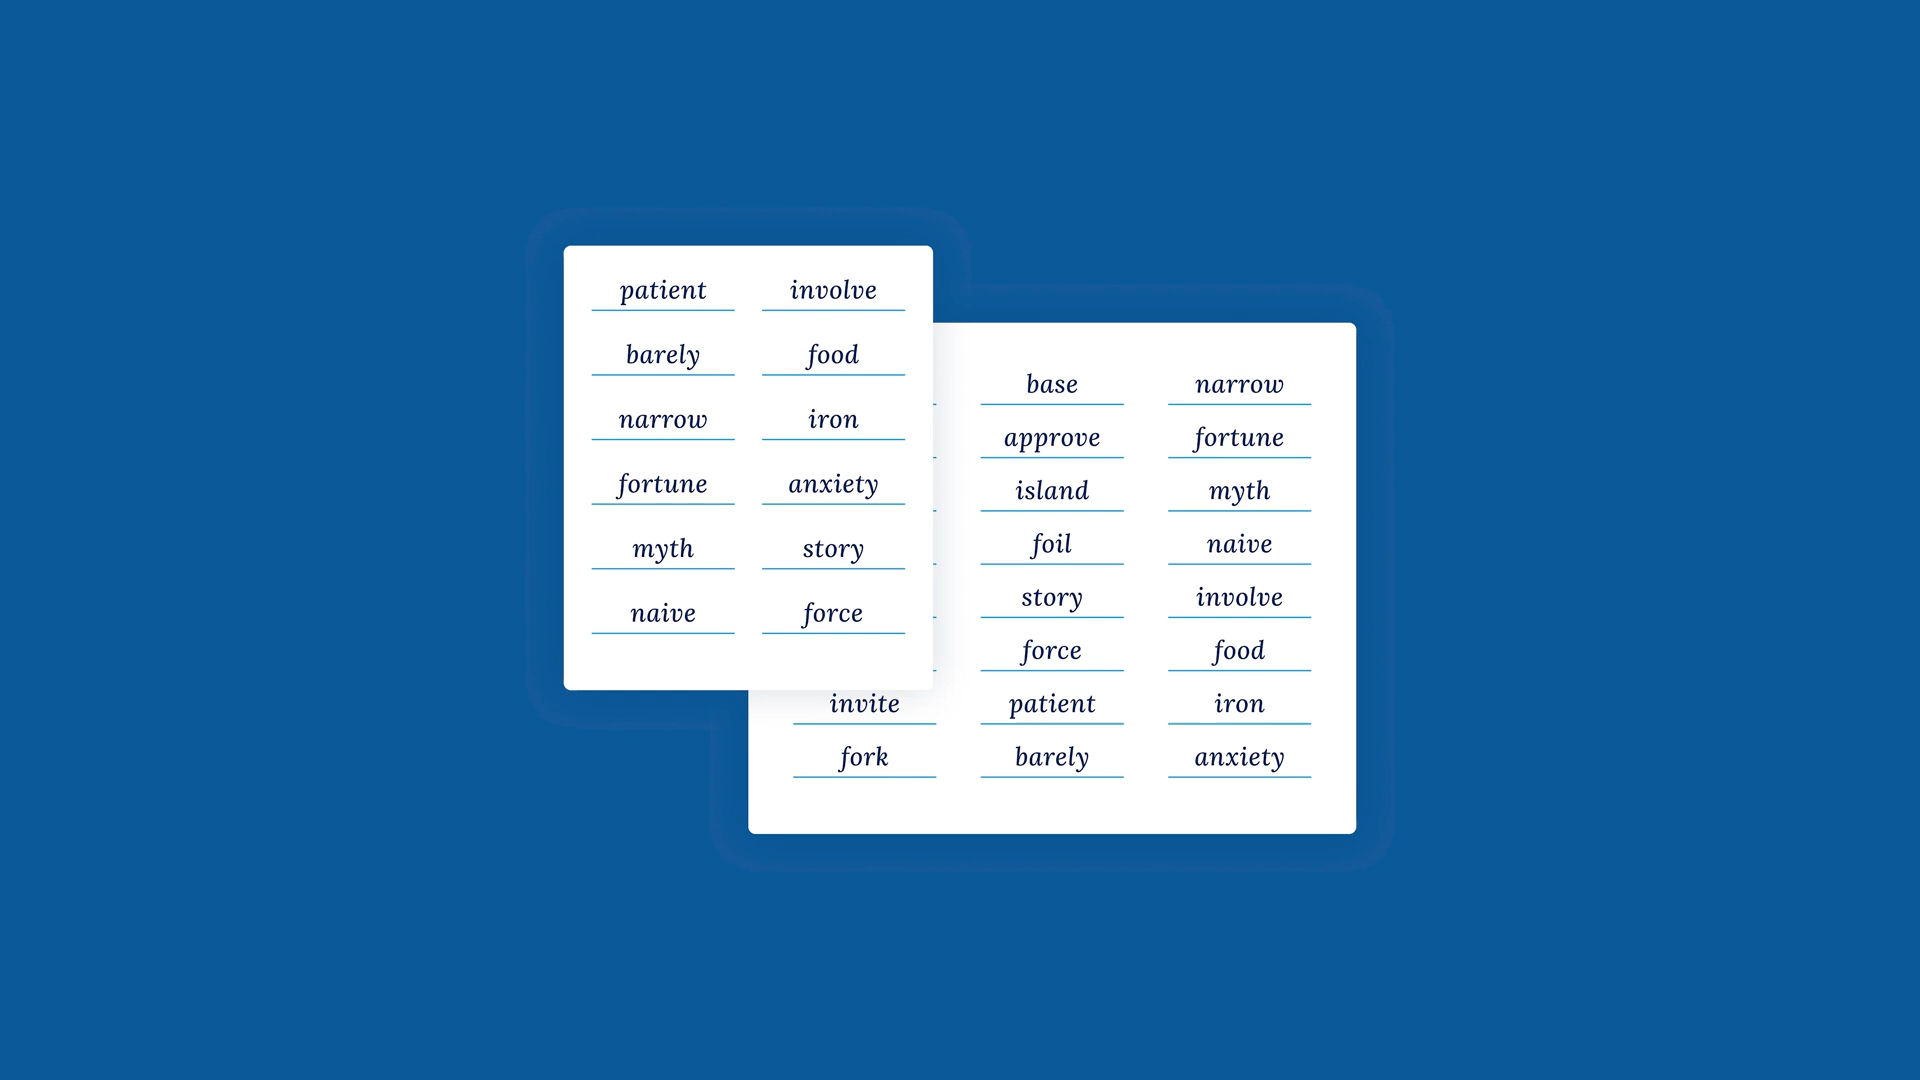 patient involve
barely food
narrow iron
fortune anxiety
myth story
naive force
base narrow
approve fortune
island myth
foil naive
story involve
force food
invite patient iron
fork barely anxiety